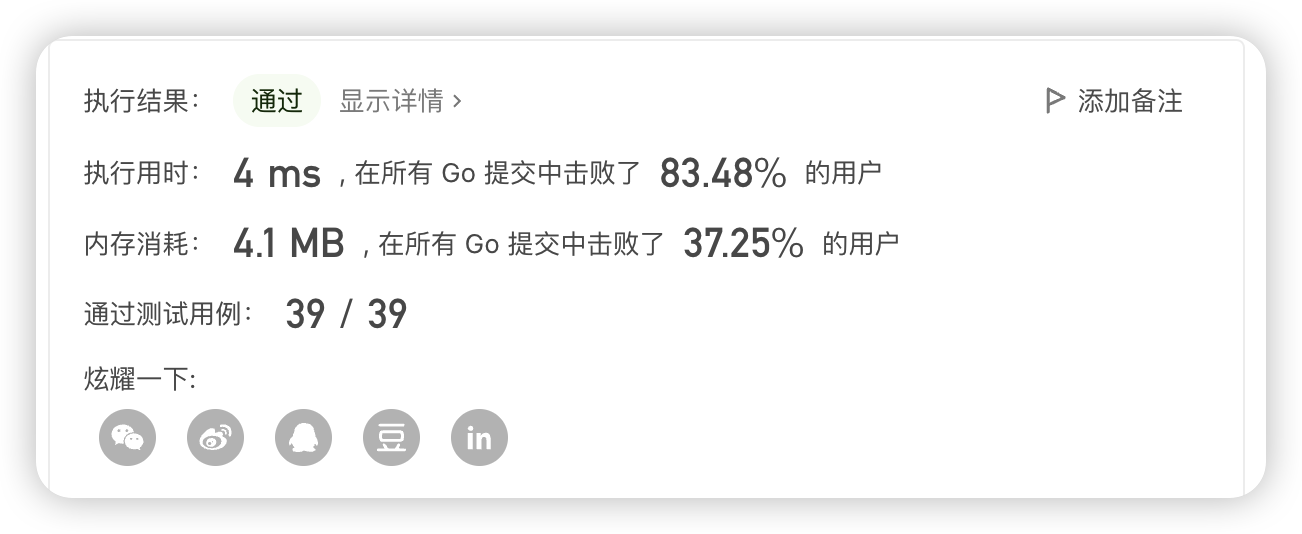 执行结果： 通过 显示详情 › 添加备注
执行用时： 4 ms , 在所有 Go 提交中击败了 83.48% 的用户
内存消耗： 4.1 MB , 在所有 Go 提交中击败了 37.25% 的用户
通过测试用例： 39 / 39
炫耀一下:
豆 in